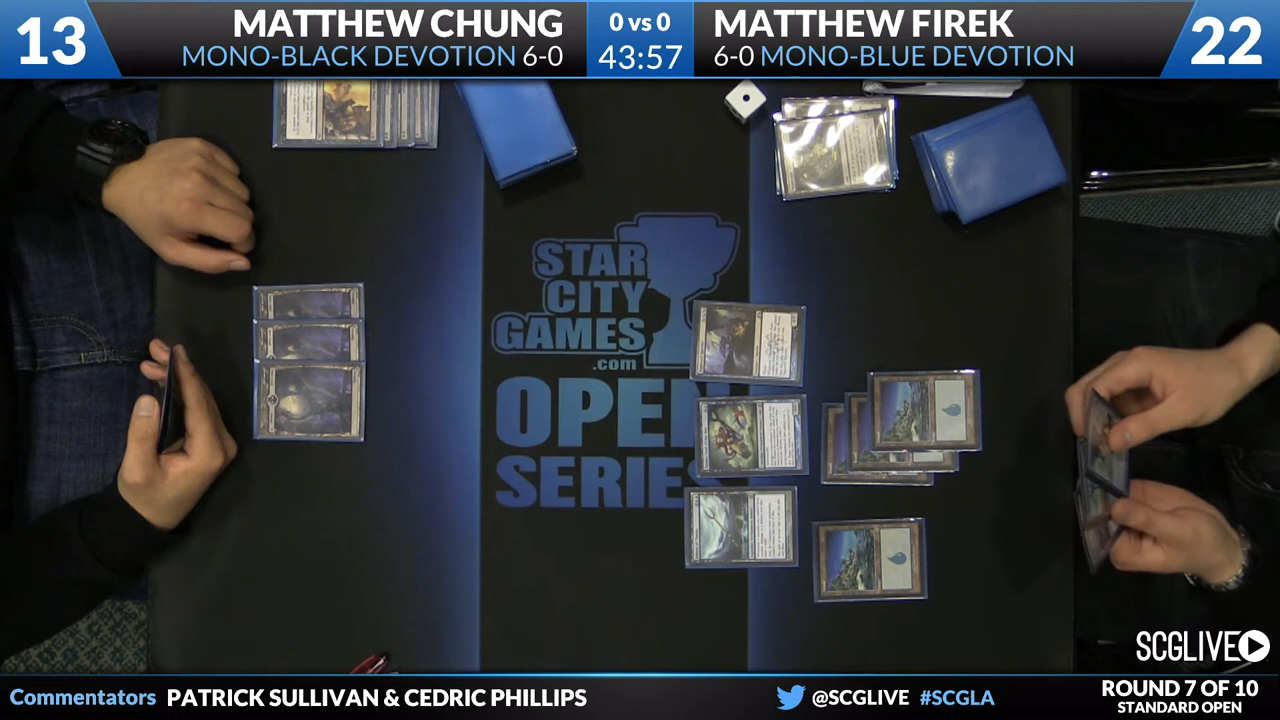 13
MATTHEW CHUNG
MONO-BLACK DEVOTION 6-0
0 vs 0
43:57
MATTHEW FIREK
6-0 MONO-BLUE DEVOTION
22
STAR
CITY
GAMES
.com
OPEN
SERIES
SCGLIVE
Commentators PATRICK SULLIVAN & CEDRIC PHILLIPS
@SCGLIVE #SCGLA
ROUND 7 OF 10
STANDARD OPEN